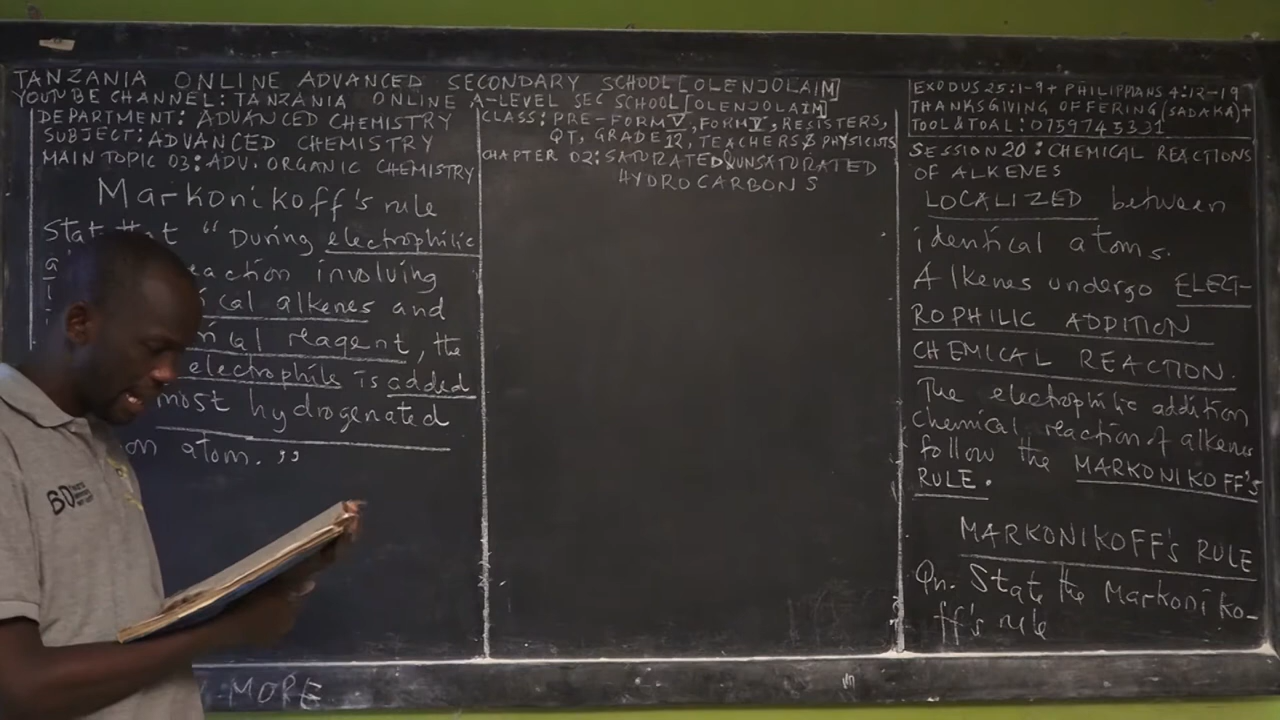 TANZANIA ONLINE ADVANCED SECONDARY SCHOOL [OLENJOLAIM]
YOUTUBE CHANNEL: TANZANIA ONLINE A-LEVEL SEC SCHOOL [OLENJOLAIM]
DEPARTMENT: ADVANCED CHEMISTRY
SUBJECT: ADVANCED CHEMISTRY
MAIN TOPIC 03: ADV. ORGANIC CHEMISTRY
Markonikoff's rule
State that "During electrophilic
reaction involving
ical alkenes and
rical reagent, the
electrophile is added
most hydrogenated
on atom."
MORE
CLASS: PRE-FORM V, FORM V, RESISTERS,
QT, GRADE 12, TEACHERS & PHYSICISTS
CHAPTER 02: SATURATED & UNSATURATED
HYDROCARBONS
EXODUS 25:1-9 + PHILIPPIANS 4:12-19
THANKSGIVING OFFERING (SADAKA) +
TOOL & TOAL: 0759745331
SESSION 20: CHEMICAL REACTIONS
OF ALKENES
LOCALIZED between
identical atoms.
Alkenes undergo ELECT-
ROPHILIC ADDITION
CHEMICAL REACTION.
The electrophilic addition
Chemical reaction of alkenes
follow the MARKONIKOFF'S
RULE.
MARKONIKOFF'S RULE
Qn. State the Markoniko-
ff's rule
60